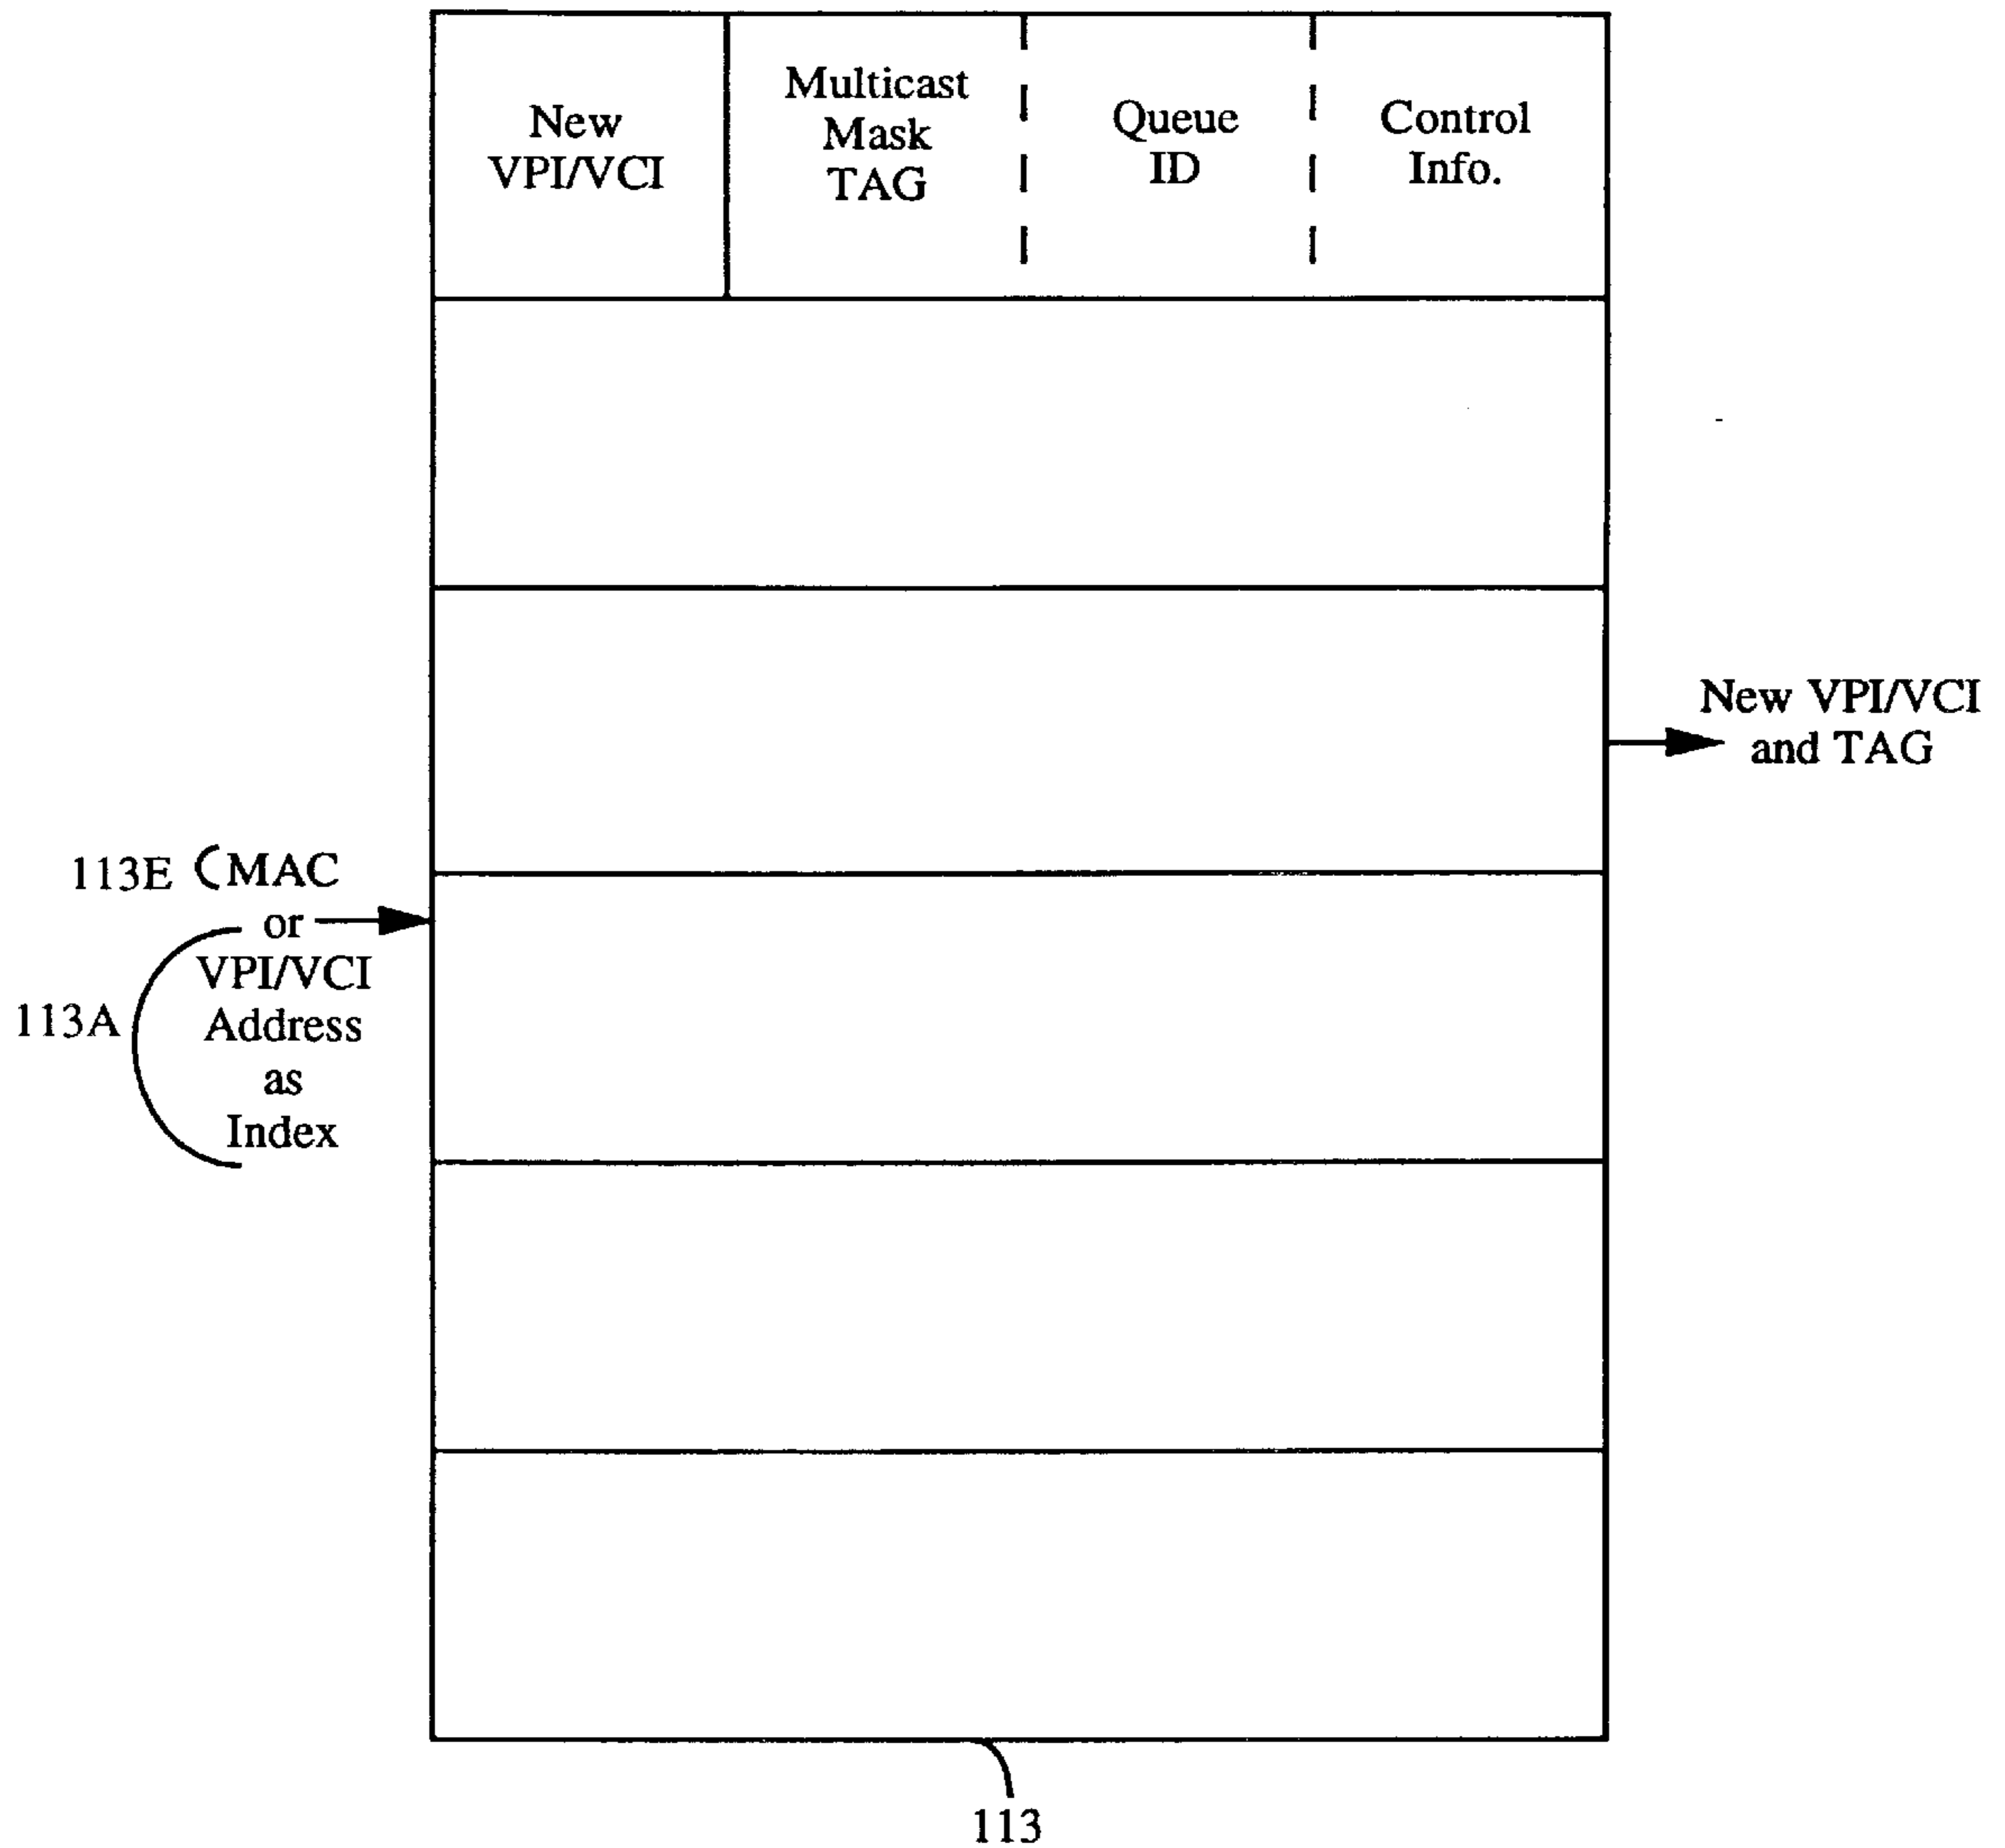 New
VPI/VCI
Multicast
Mask
TAG
Queue
ID
Control
Info.
New VPI/VCI
and TAG
113E
MAC
or
VPI/VCI
Address
as
Index
113A
113